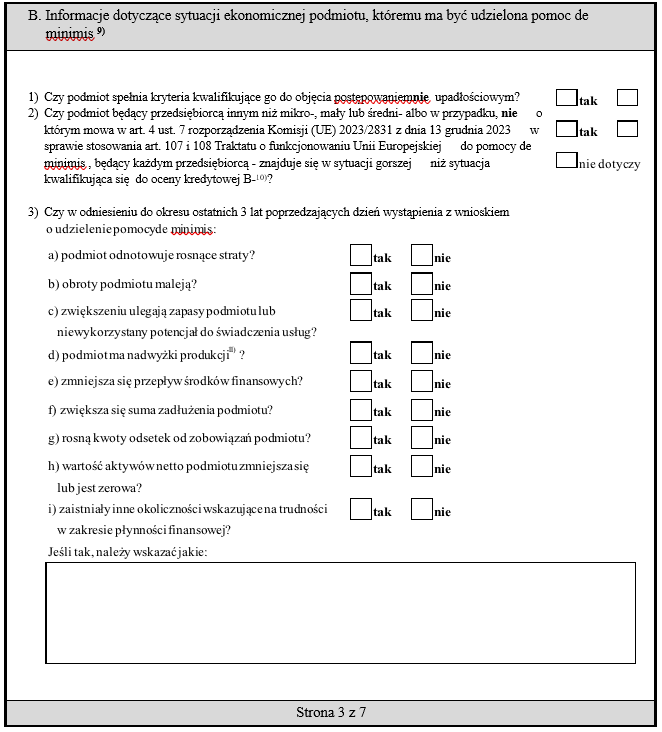 B. Informacje dotyczące sytuacji ekonomicznej podmiotu, któremu ma być udzielona pomoc de
minimis 9)
1) Czy podmiot spełnia kryteria kwalifikujące go do objęcia postępowaniemnie upadłościowym? tak
2) Czy podmiot będący przedsiębiorcą innym niż mikro-, mały lub średni- albo w przypadku, nie o
którym mowa w art. 4 ust. 7 rozporządzenia Komisji (UE) 2023/2831 z dnia 13 grudnia 2023 w tak
sprawie stosowania art. 107 i 108 Traktatu o funkcjonowaniu Unii Europejskiej do pomocy de
minimis , będący każdym przedsiębiorcą - znajduje się w sytuacji gorszej niż sytuacja nie dotyczy
kwalifikująca się do oceny kredytowej B-10)?
3) Czy w odniesieniu do okresu ostatnich 3 lat poprzedzających dzień wystąpienia z wnioskiem
o udzielenie pomocy de minimis:
a) podmiot odnotowuje rosnące straty? tak nie
b) obroty podmiotu maleją? tak nie
c) zwiększeniu ulegają zapasy podmiotu lub tak nie
niewykorzystany potencjał do świadczenia usług?
d) podmiot ma nadwyżki produkcji11) ? tak nie
e) zmniejsza się przepływ środków finansowych? tak nie
f) zwiększa się suma zadłużenia podmiotu? tak nie
g) rosną kwoty odsetek od zobowiązań podmiotu? tak nie
h) wartość aktywów netto podmiotu zmniejsza się tak nie
lub jest zerowa?
i) zaistniały inne okoliczności wskazujące na trudności tak nie
w zakresie płynności finansowej?
Jeśli tak, należy wskazać jakie:
Strona 3 z 7